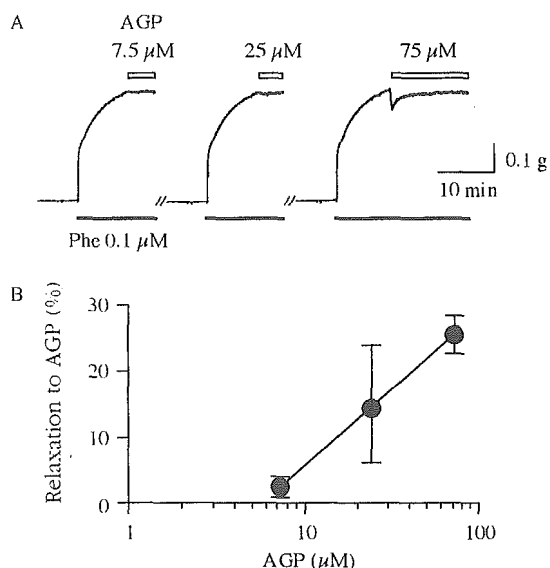 A
AGP
7.5 µM 25 µM 75 µM
0.1 g
10 min
Phe 0.1 µM
B
Relaxation to AGP (%)
30
20
10
0
1 10 100
AGP (µM)